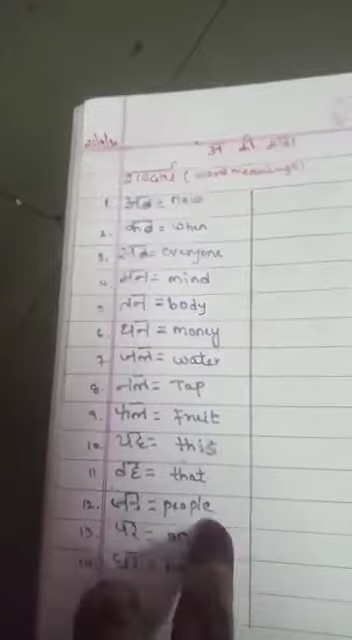 अ की मात्रा
शब्दार्थ (word meanings)
1. अब = now
2. कब = when
3. सब = everyone
4. मन = mind
5. तन = body
6. धन = money
7. जल = water
8. नल = Tap
9. फल = Fruit
10. यह = this
11. वह = that
12. जन = people
13. पर =
14. घर =